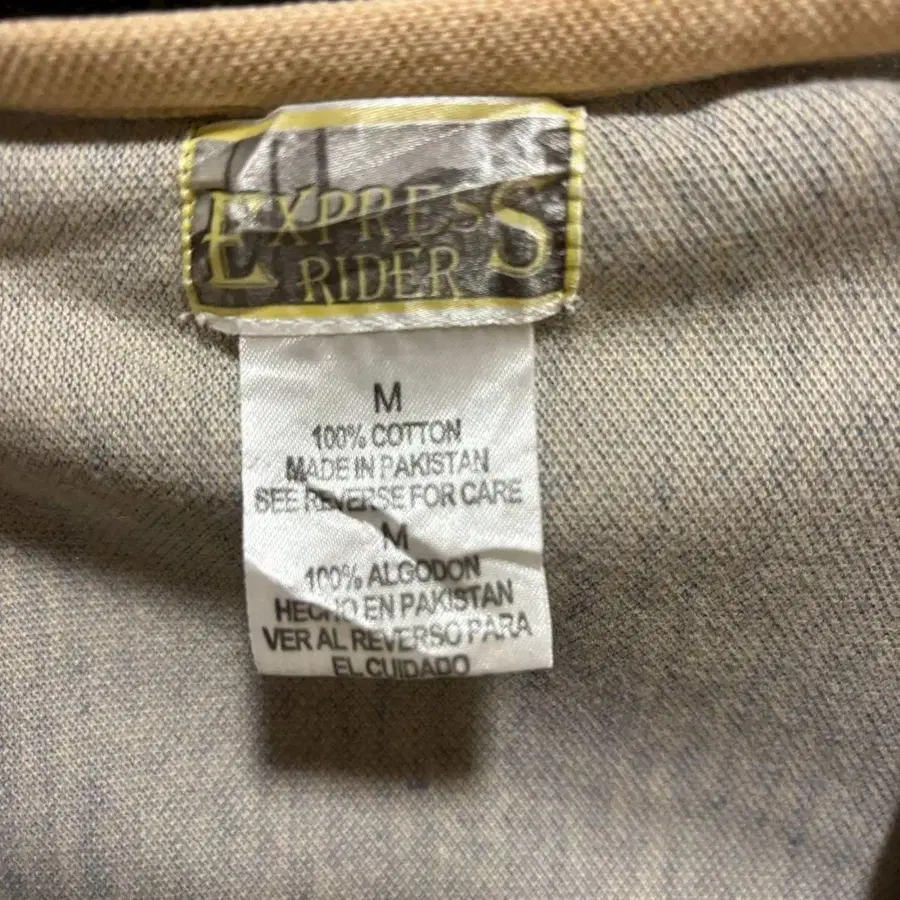 EXPRESS
RIDER
M
100% COTTON
MADE IN PAKISTAN
SEE REVERSE FOR CARE
M
100% ALGODON
HECHO EN PAKISTAN
VER AL REVERSO PARA
EL CUIDADO